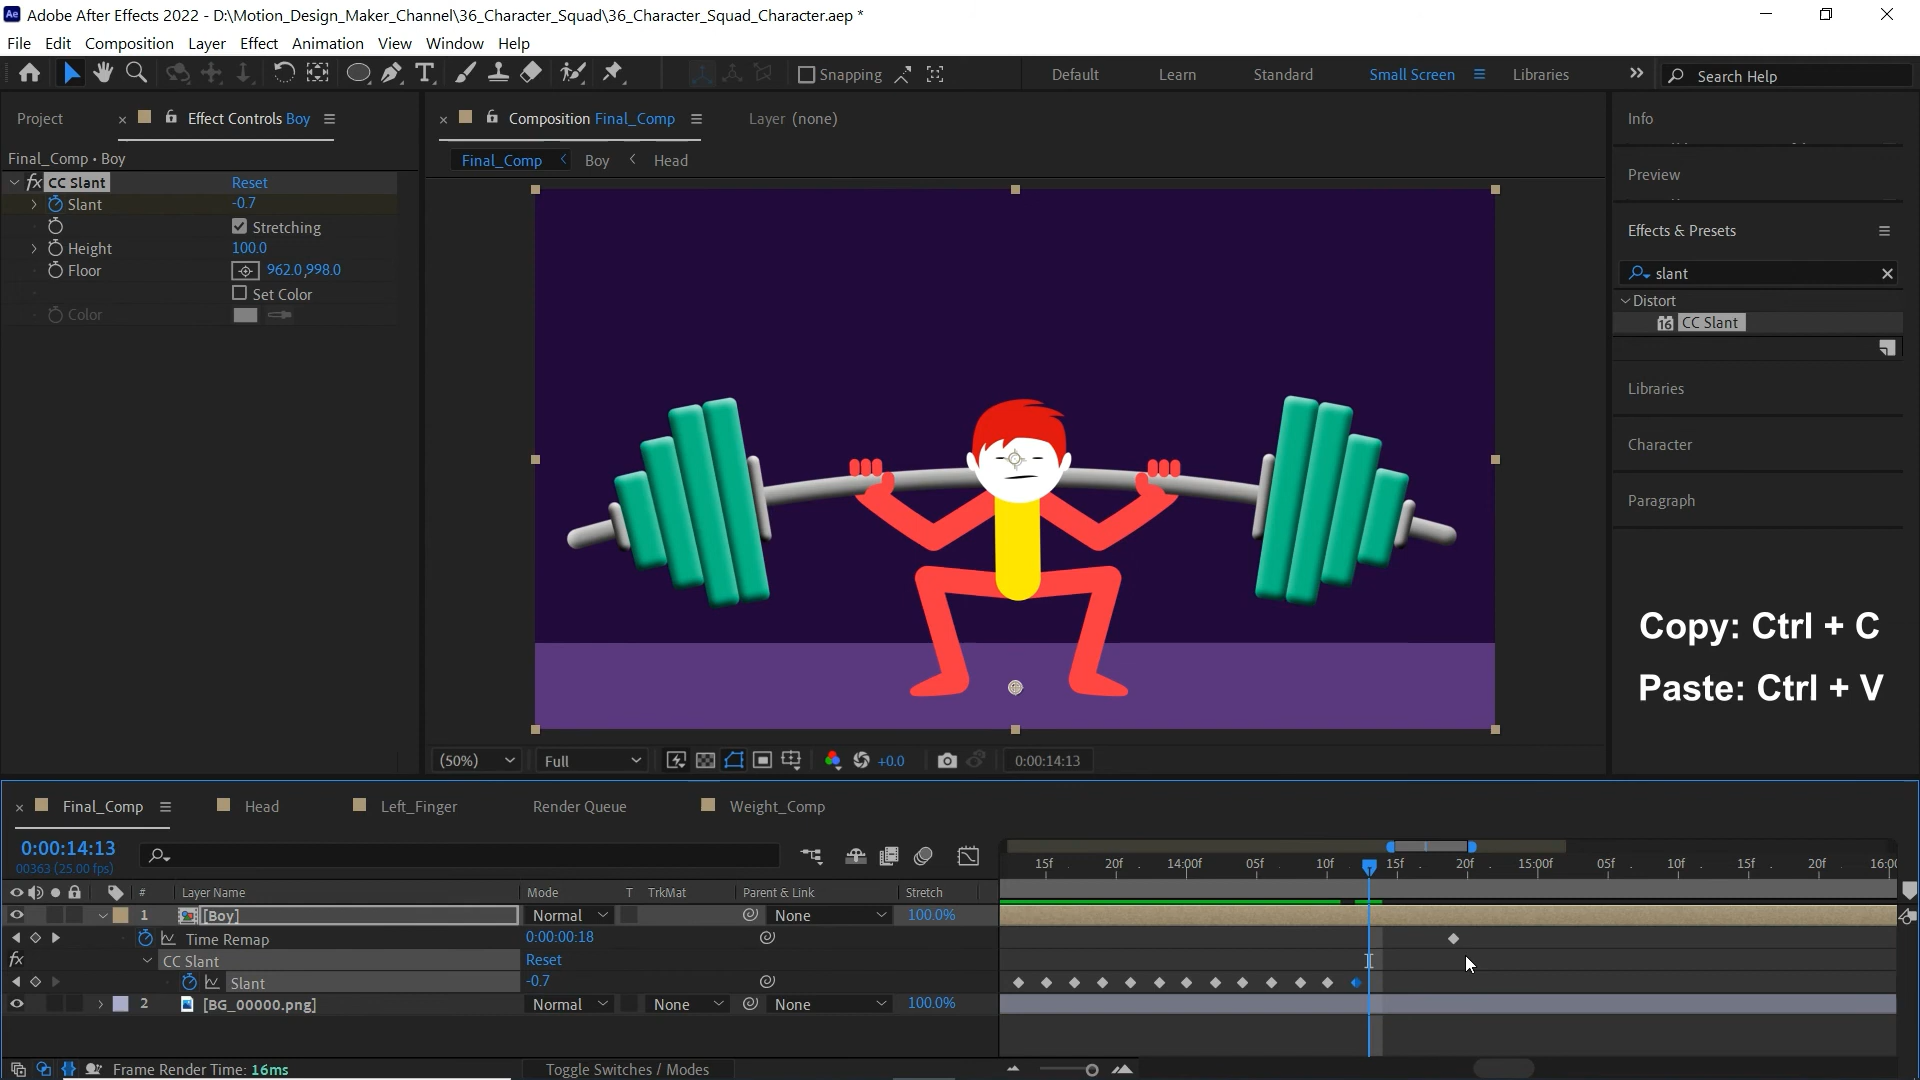 Adobe After Effects 2022 - D:\Motion_Design_Maker_Channel\36_Character_Squad\36_Character_Squad_Character.aep *
File Edit Composition Layer Effect Animation View Window Help
Snapping Default Learn Standard Small Screen Libraries Search Help
Project Effect Controls Boy Composition Final_Comp Layer (none) Info
Final_Comp • Boy
Final_Comp Boy Head
fx CC Slant Reset
Slant -0.7
Stretching
Height 100.0
Floor 962.0,998.0
Set Color
Color
Preview
Effects & Presets
slant
Distort
16 CC Slant
Libraries
Character
Paragraph
Copy: Ctrl + C
Paste: Ctrl + V
(50%) Full +0.0 0:00:14:13
Final_Comp Head Left_Finger Render Queue Weight_Comp
0:00:14:13
00363 (25.00 fps)
15f 20f 14:00f 05f 10f 15f 20f 15:00f 05f 10f 15f 20f 16:00
# Layer Name Mode T TrkMat Parent & Link Stretch
1 [Boy] Normal None 100.0%
Time Remap 0:00:00:18
fx CC Slant Reset
Slant -0.7
2 [BG_00000.png] Normal None None 100.0%
Frame Render Time: 16ms Toggle Switches / Modes